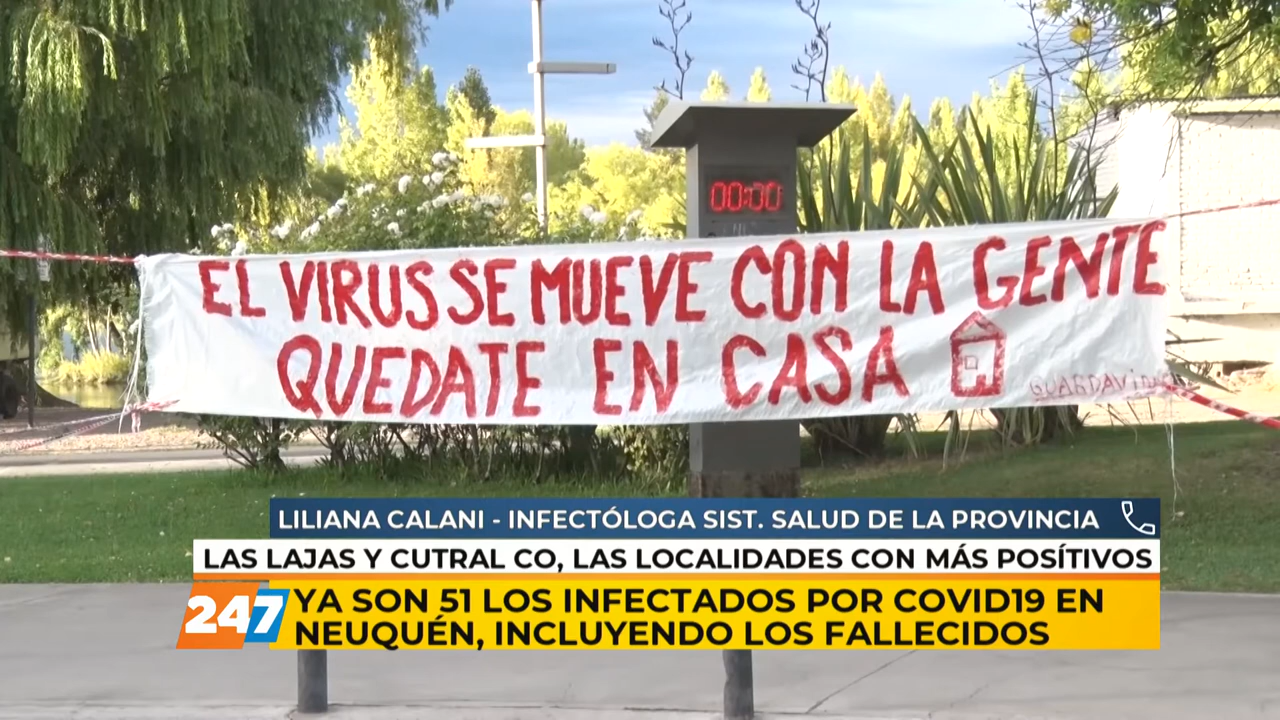 00:00
EL VIRUS SE MUEVE CON LA GENTE
QUEDATE EN CASA
GUARDAVIDAS
LILIANA CALANI - INFECTÓLOGA SIST. SALUD DE LA PROVINCIA
LAS LAJAS Y CUTRAL CO, LAS LOCALIDADES CON MÁS POSÍTIVOS
247
YA SON 51 LOS INFECTADOS POR COVID19 EN
NEUQUÉN, INCLUYENDO LOS FALLECIDOS